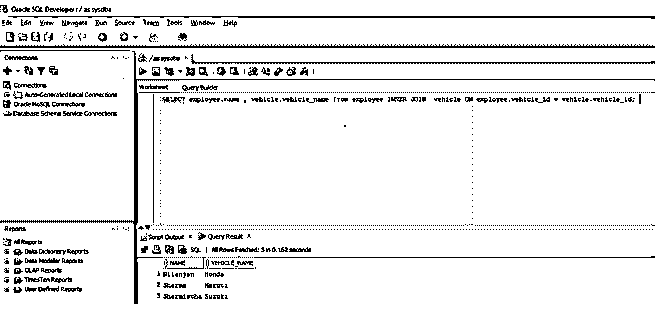 Oracle SQL Developer / as sysdba
File Edit View Navigate Run Source Team Tools Window Help
Connections
/ as sysdba
Connections
Auto-Generated Local Connections
Oracle NoSQL Connections
Database Schema Service Connections
Worksheet Query Builder
SELECT employee.name , vehicle.vehicle_name from employee INNER JOIN vehicle ON employee.vehicle_id = vehicle.vehicle_id;
Reports
All Reports
Data Dictionary Reports
Data Modeler Reports
OLAP Reports
TimesTen Reports
User Defined Reports
Script Output Query Result
SQL | All Rows Fetched: 3 in 0.162 seconds
NAME VEHICLE_NAME
1 Nilanjan Honda
2 Sharma Maruti
3 Sharmistha Suzuki